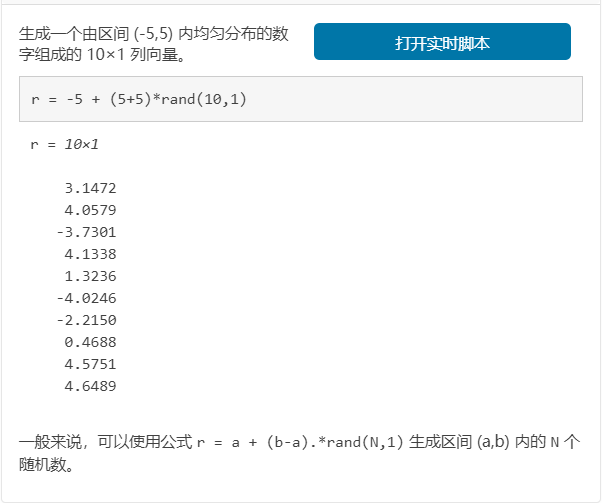 生成一个由区间 (-5,5) 内均匀分布的数
字组成的 10×1 列向量。
打开实时脚本
r = -5 + (5+5)*rand(10,1)
r = 10×1
3.1472
4.0579
-3.7301
4.1338
1.3236
-4.0246
-2.2150
0.4688
4.5751
4.6489
一般来说，可以使用公式 r = a + (b-a).*rand(N,1) 生成区间 (a,b) 内的 N 个
随机数。